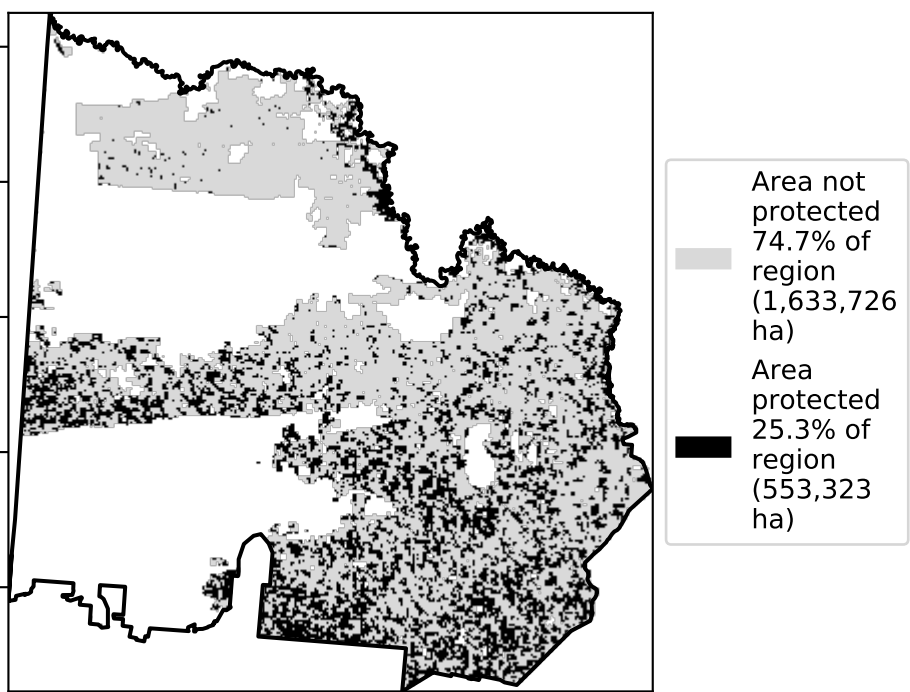 Area not
protected
74.7% of
region
(1,633,726
ha)
Area
protected
25.3% of
region
(553,323
ha)